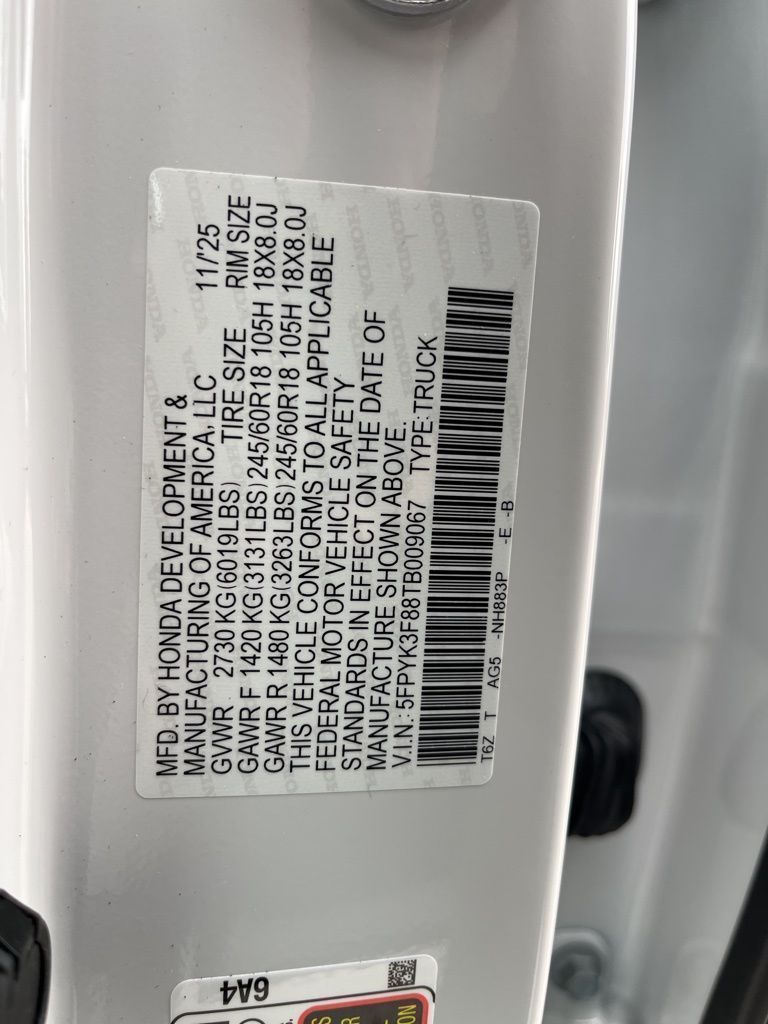 MFD. BY HONDA DEVELOPMENT &
MANUFACTURING OF AMERICA, LLC 11/'25
GVWR 2730 KG(6019LBS) TIRE SIZE RIM SIZE
GAWR F 1420 KG(3131LBS)245/60R18 105H 18X8.0J
GAWR R 1480 KG(3263LBS)245/60R18 105H 18X8.0J
THIS VEHICLE CONFORMS TO ALL APPLICABLE
FEDERAL MOTOR VEHICLE SAFETY
STANDARDS IN EFFECT ON THE DATE OF
MANUFACTURE SHOWN ABOVE.
V.I.N.:5FPYK3F88TB009067 TYPE:TRUCK
T6Z T AG5 -NH883P -E -B
6A4